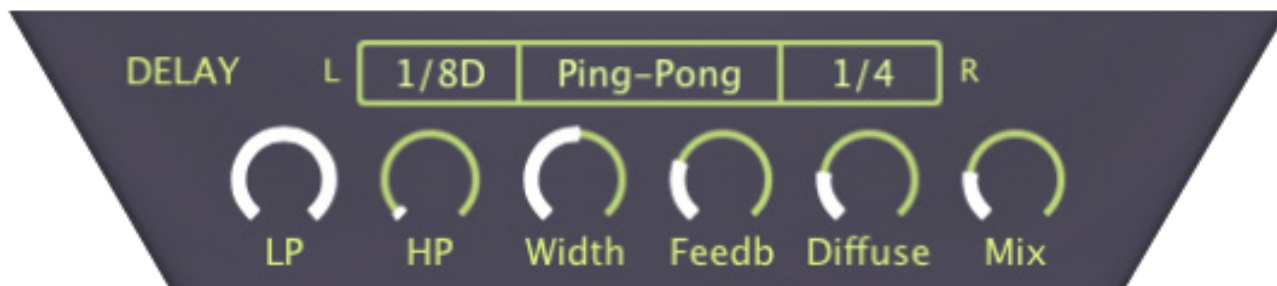 DELAY L 1/8D Ping-Pong 1/4 R
LP HP Width Feedb Diffuse Mix